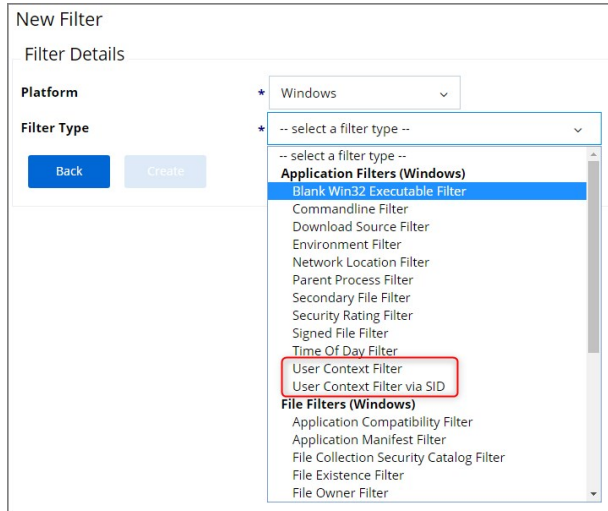 New Filter
Filter Details
Platform * Windows
Filter Type * -- select a filter type --
-- select a filter type --
Back Create
Application Filters (Windows)
Blank Win32 Executable Filter
Commandline Filter
Download Source Filter
Environment Filter
Network Location Filter
Parent Process Filter
Secondary File Filter
Security Rating Filter
Signed File Filter
Time Of Day Filter
User Context Filter
User Context Filter via SID
File Filters (Windows)
Application Compatibility Filter
Application Manifest Filter
File Collection Security Catalog Filter
File Existence Filter
File Owner Filter